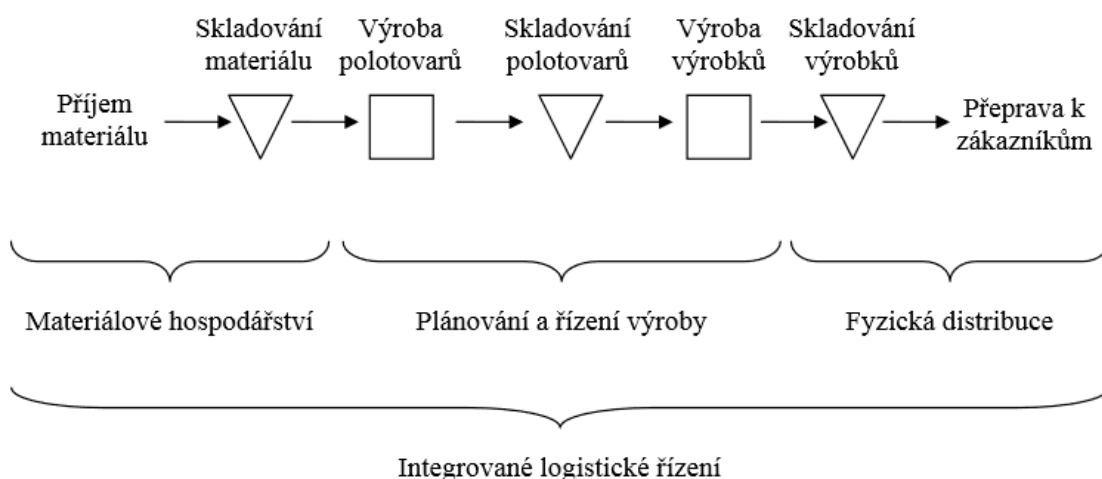 Skladování
materiálu
Výroba
polotovarů
Skladování
polotovarů
Výroba
výrobků
Skladování
výrobků
Příjem
materiálu
Přeprava k
zákazníkům
Materiálové hospodářství
Plánování a řízení výroby
Fyzická distribuce
Integrované logistické řízení